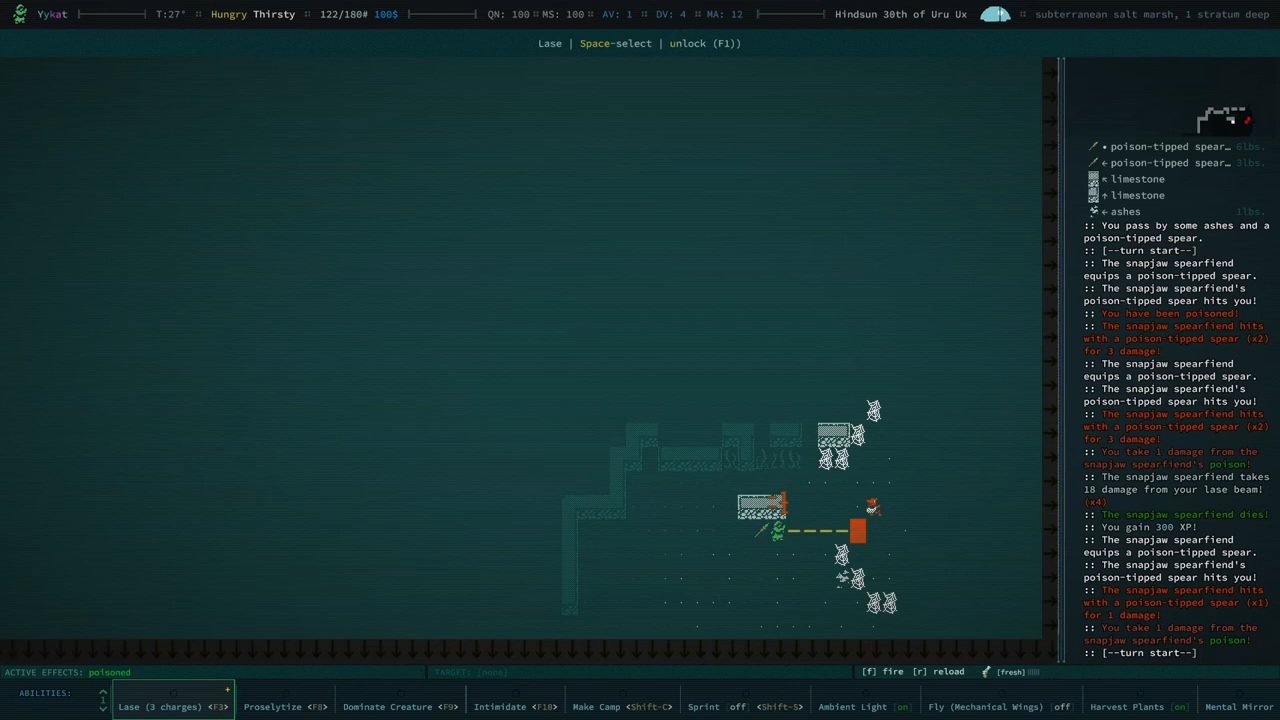 Yykat T:27° Hungry Thirsty 122/180# 100$ QN: 100 MS: 100 AV: 1 DV: 4 MA: 12 Hindsun 30th of Uru Ux subterranean salt marsh, 1 stratum deep
Lase | Space-select | unlock (F1))
• poison-tipped spear… 6lbs.
← poison-tipped spear… 3lbs.
↖ limestone
↑ limestone
← ashes 1lbs.
:: You pass by some ashes and a
poison-tipped spear.
:: [--turn start--]
:: The snapjaw spearfiend
equips a poison-tipped spear.
:: The snapjaw spearfiend's
poison-tipped spear hits you!
:: You have been poisoned!
:: The snapjaw spearfiend hits
with a poison-tipped spear (x2)
for 3 damage!
:: The snapjaw spearfiend
equips a poison-tipped spear.
:: The snapjaw spearfiend's
poison-tipped spear hits you!
:: The snapjaw spearfiend hits
with a poison-tipped spear (x2)
for 3 damage!
:: You take 1 damage from the
snapjaw spearfiend's poison!
:: The snapjaw spearfiend takes
18 damage from your lase beam!
(x4)
:: The snapjaw spearfiend dies!
:: You gain 300 XP!
:: The snapjaw spearfiend
equips a poison-tipped spear.
:: The snapjaw spearfiend's
poison-tipped spear hits you!
:: The snapjaw spearfiend hits
with a poison-tipped spear (x1)
for 1 damage!
:: You take 1 damage from the
snapjaw spearfiend's poison!
:: [--turn start--]
ACTIVE EFFECTS: poisoned TARGET: [none] [f] fire [r] reload [fresh]
ABILITIES: 1 Lase (3 charges) <F3> Proselytize <F8> Dominate Creature <F9> Intimidate <F10> Make Camp <Shift-C> Sprint [off] <Shift-S> Ambient Light [on] Fly (Mechanical Wings) [off] Harvest Plants [on] Mental Mirror